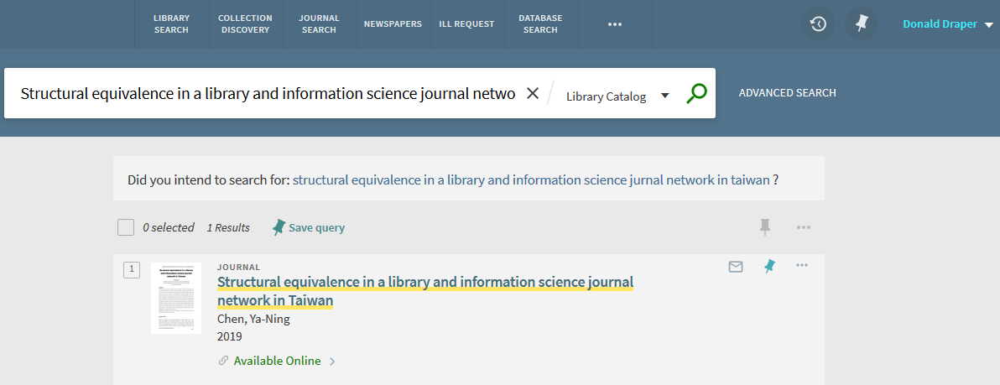 LIBRARY SEARCH
COLLECTION DISCOVERY
JOURNAL SEARCH
NEWSPAPERS
ILL REQUEST
DATABASE SEARCH
Donald Draper
Structural equivalence in a library and information science journal netwo
Library Catalog
ADVANCED SEARCH
Did you intend to search for: structural equivalence in a library and information science jurnal network in taiwan ?
0 selected 1 Results
Save query
1
JOURNAL
Structural equivalence in a library and information science journal
network in Taiwan
Chen, Ya-Ning
2019
Available Online